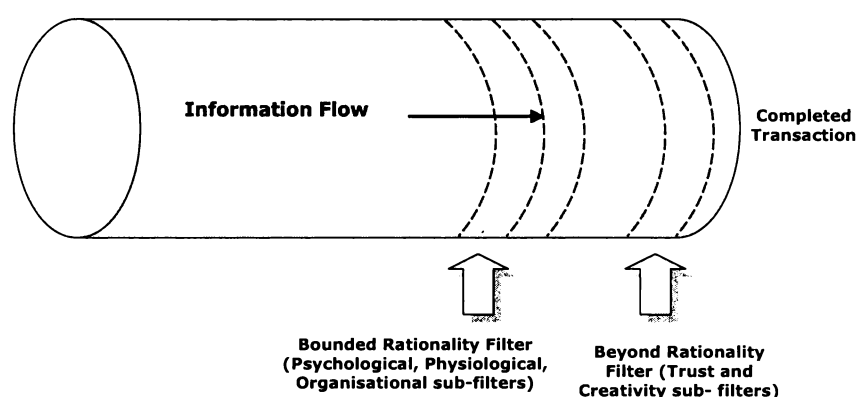 Information Flow
Completed
Transaction
Bounded Rationality Filter
(Psychological, Physiological,
Organisational sub-filters)
Beyond Rationality
Filter (Trust and
Creativity sub- filters)